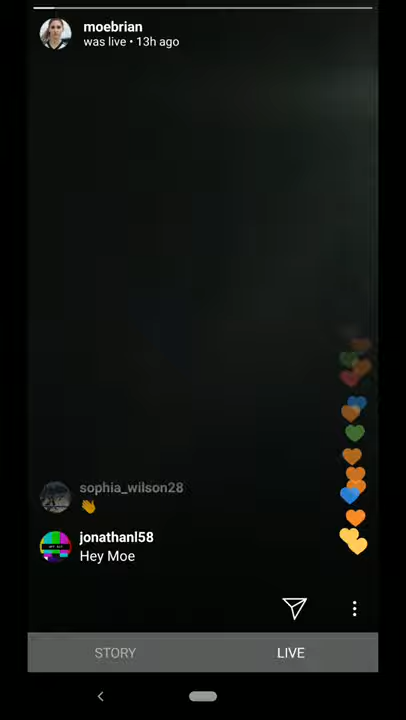 moebrian
was live • 13h ago
sophia_wilson28
👋
jonathanl58
Hey Moe
STORY
LIVE